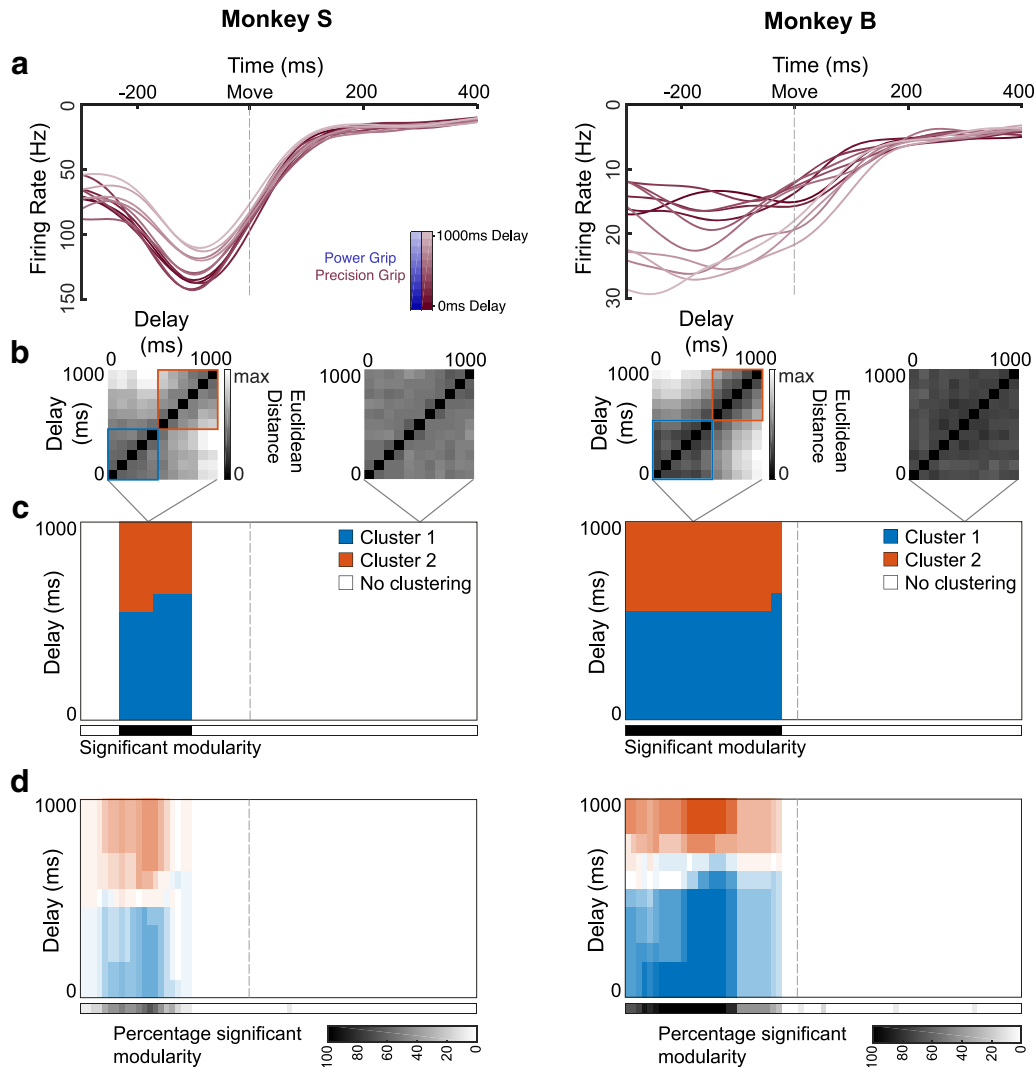 Monkey S
Monkey B
a
Time (ms)
-200 Move 200 400
0
50
100
150
Firing Rate (Hz)
Power Grip
Precision Grip
1000ms Delay
0ms Delay
Time (ms)
-200 Move 200 400
0
10
20
30
Firing Rate (Hz)
b
Delay
(ms)
0 1000
1000
0
Delay
(ms)
max
0
Euclidean
Distance
0 1000
1000
0
Delay
(ms)
0 1000
1000
0
Delay
(ms)
max
0
Euclidean
Distance
0 1000
1000
0
c
1000
0
Delay (ms)
Cluster 1
Cluster 2
No clustering
Significant modularity
1000
0
Delay (ms)
Cluster 1
Cluster 2
No clustering
Significant modularity
d
1000
0
Delay (ms)
Percentage significant
modularity
100 80 60 40 20 0
1000
0
Delay (ms)
Percentage significant
modularity
100 80 60 40 20 0